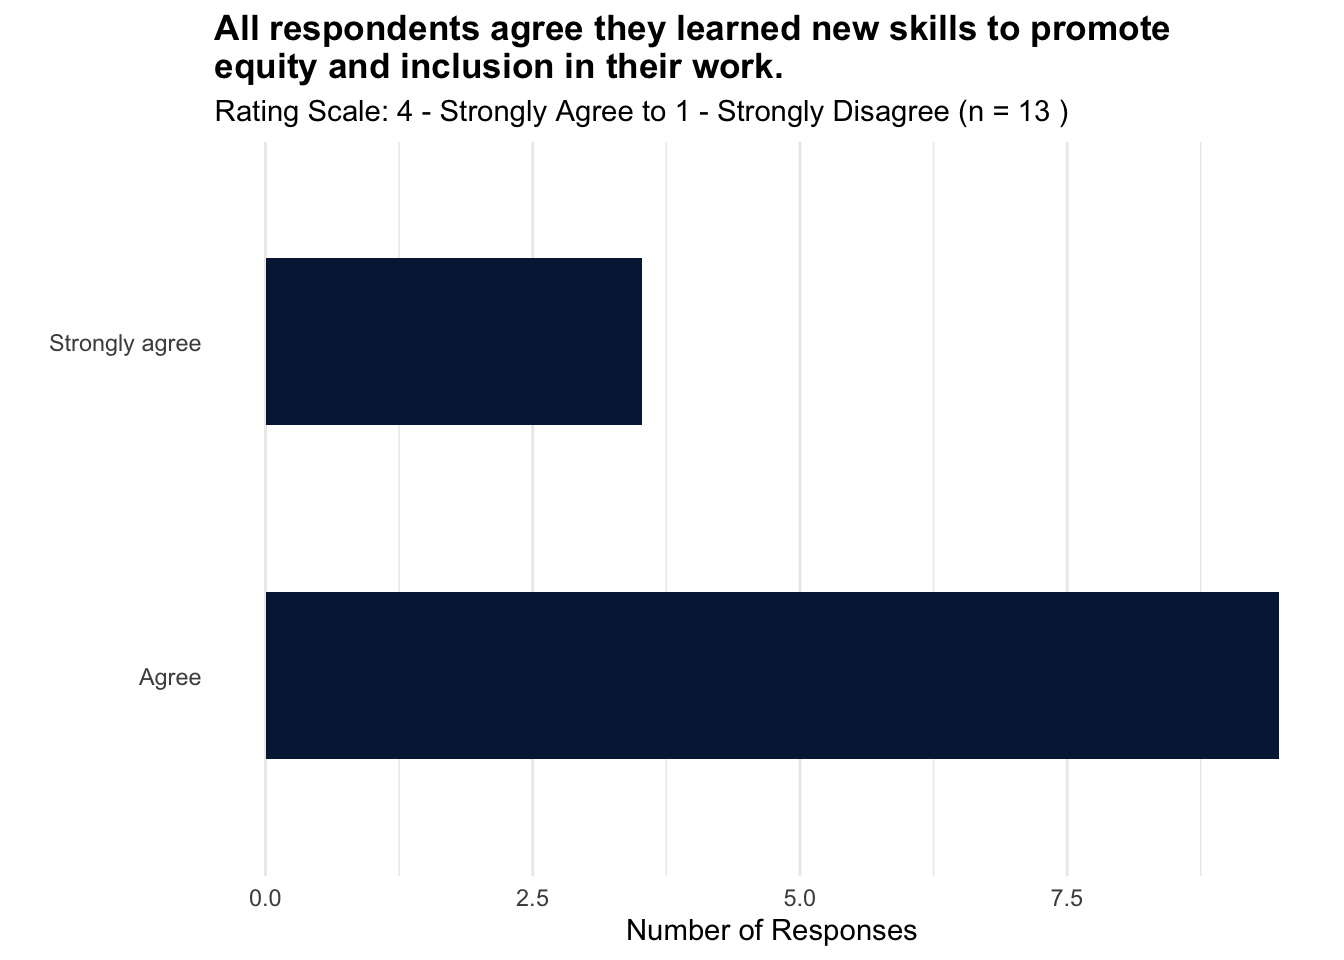 All respondents agree they learned new skills to promote
equity and inclusion in their work.
Rating Scale: 4 - Strongly Agree to 1 - Strongly Disagree (n = 13 )
Strongly agree
Agree
0.0 2.5 5.0 7.5
Number of Responses